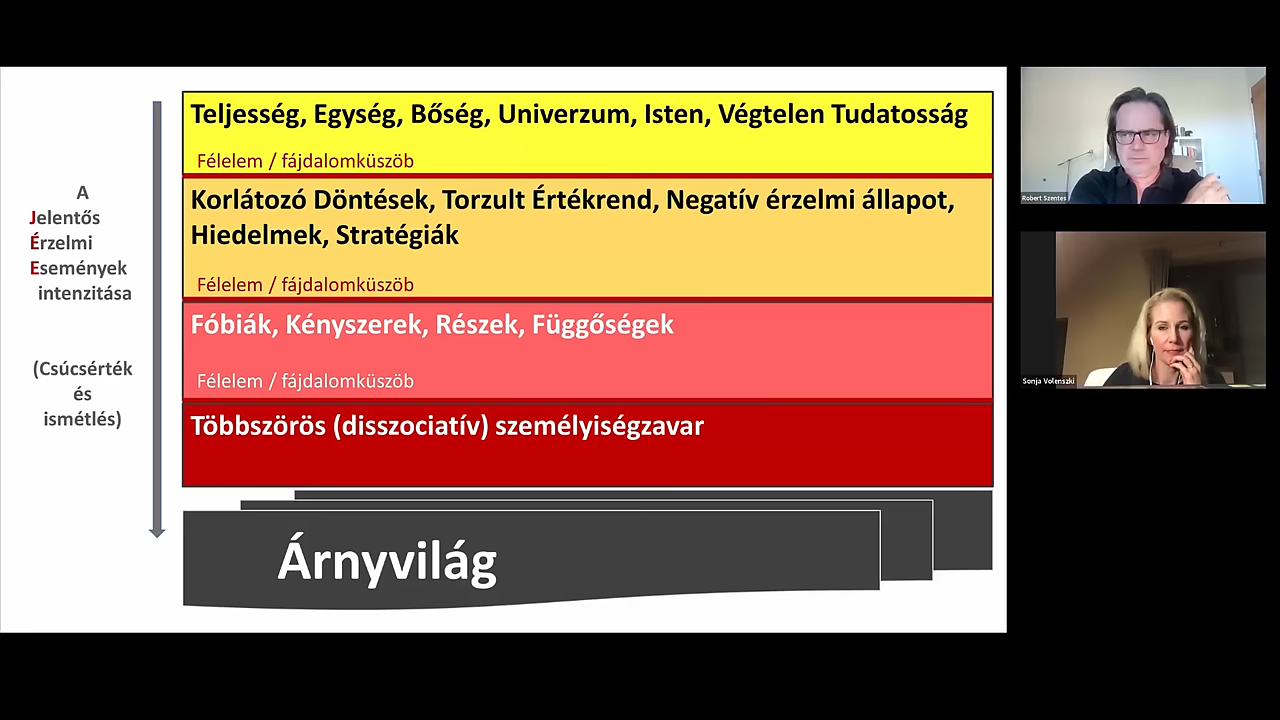 A
Jelentős
Érzelmi
Események
intenzitása
(Csúcsérték
és
ismétlés)
Teljesség, Egység, Bőség, Univerzum, Isten, Végtelen Tudatosság
Félelem / fájdalomküszöb
Korlátozó Döntések, Torzult Értékrend, Negatív érzelmi állapot,
Hiedelmek, Stratégiák
Félelem / fájdalomküszöb
Fóbiák, Kényszerek, Részek, Függőségek
Félelem / fájdalomküszöb
Többszörös (disszociatív) személyiségzavar
Árnyvilág
Robert Szentes
Sonja Volenszki